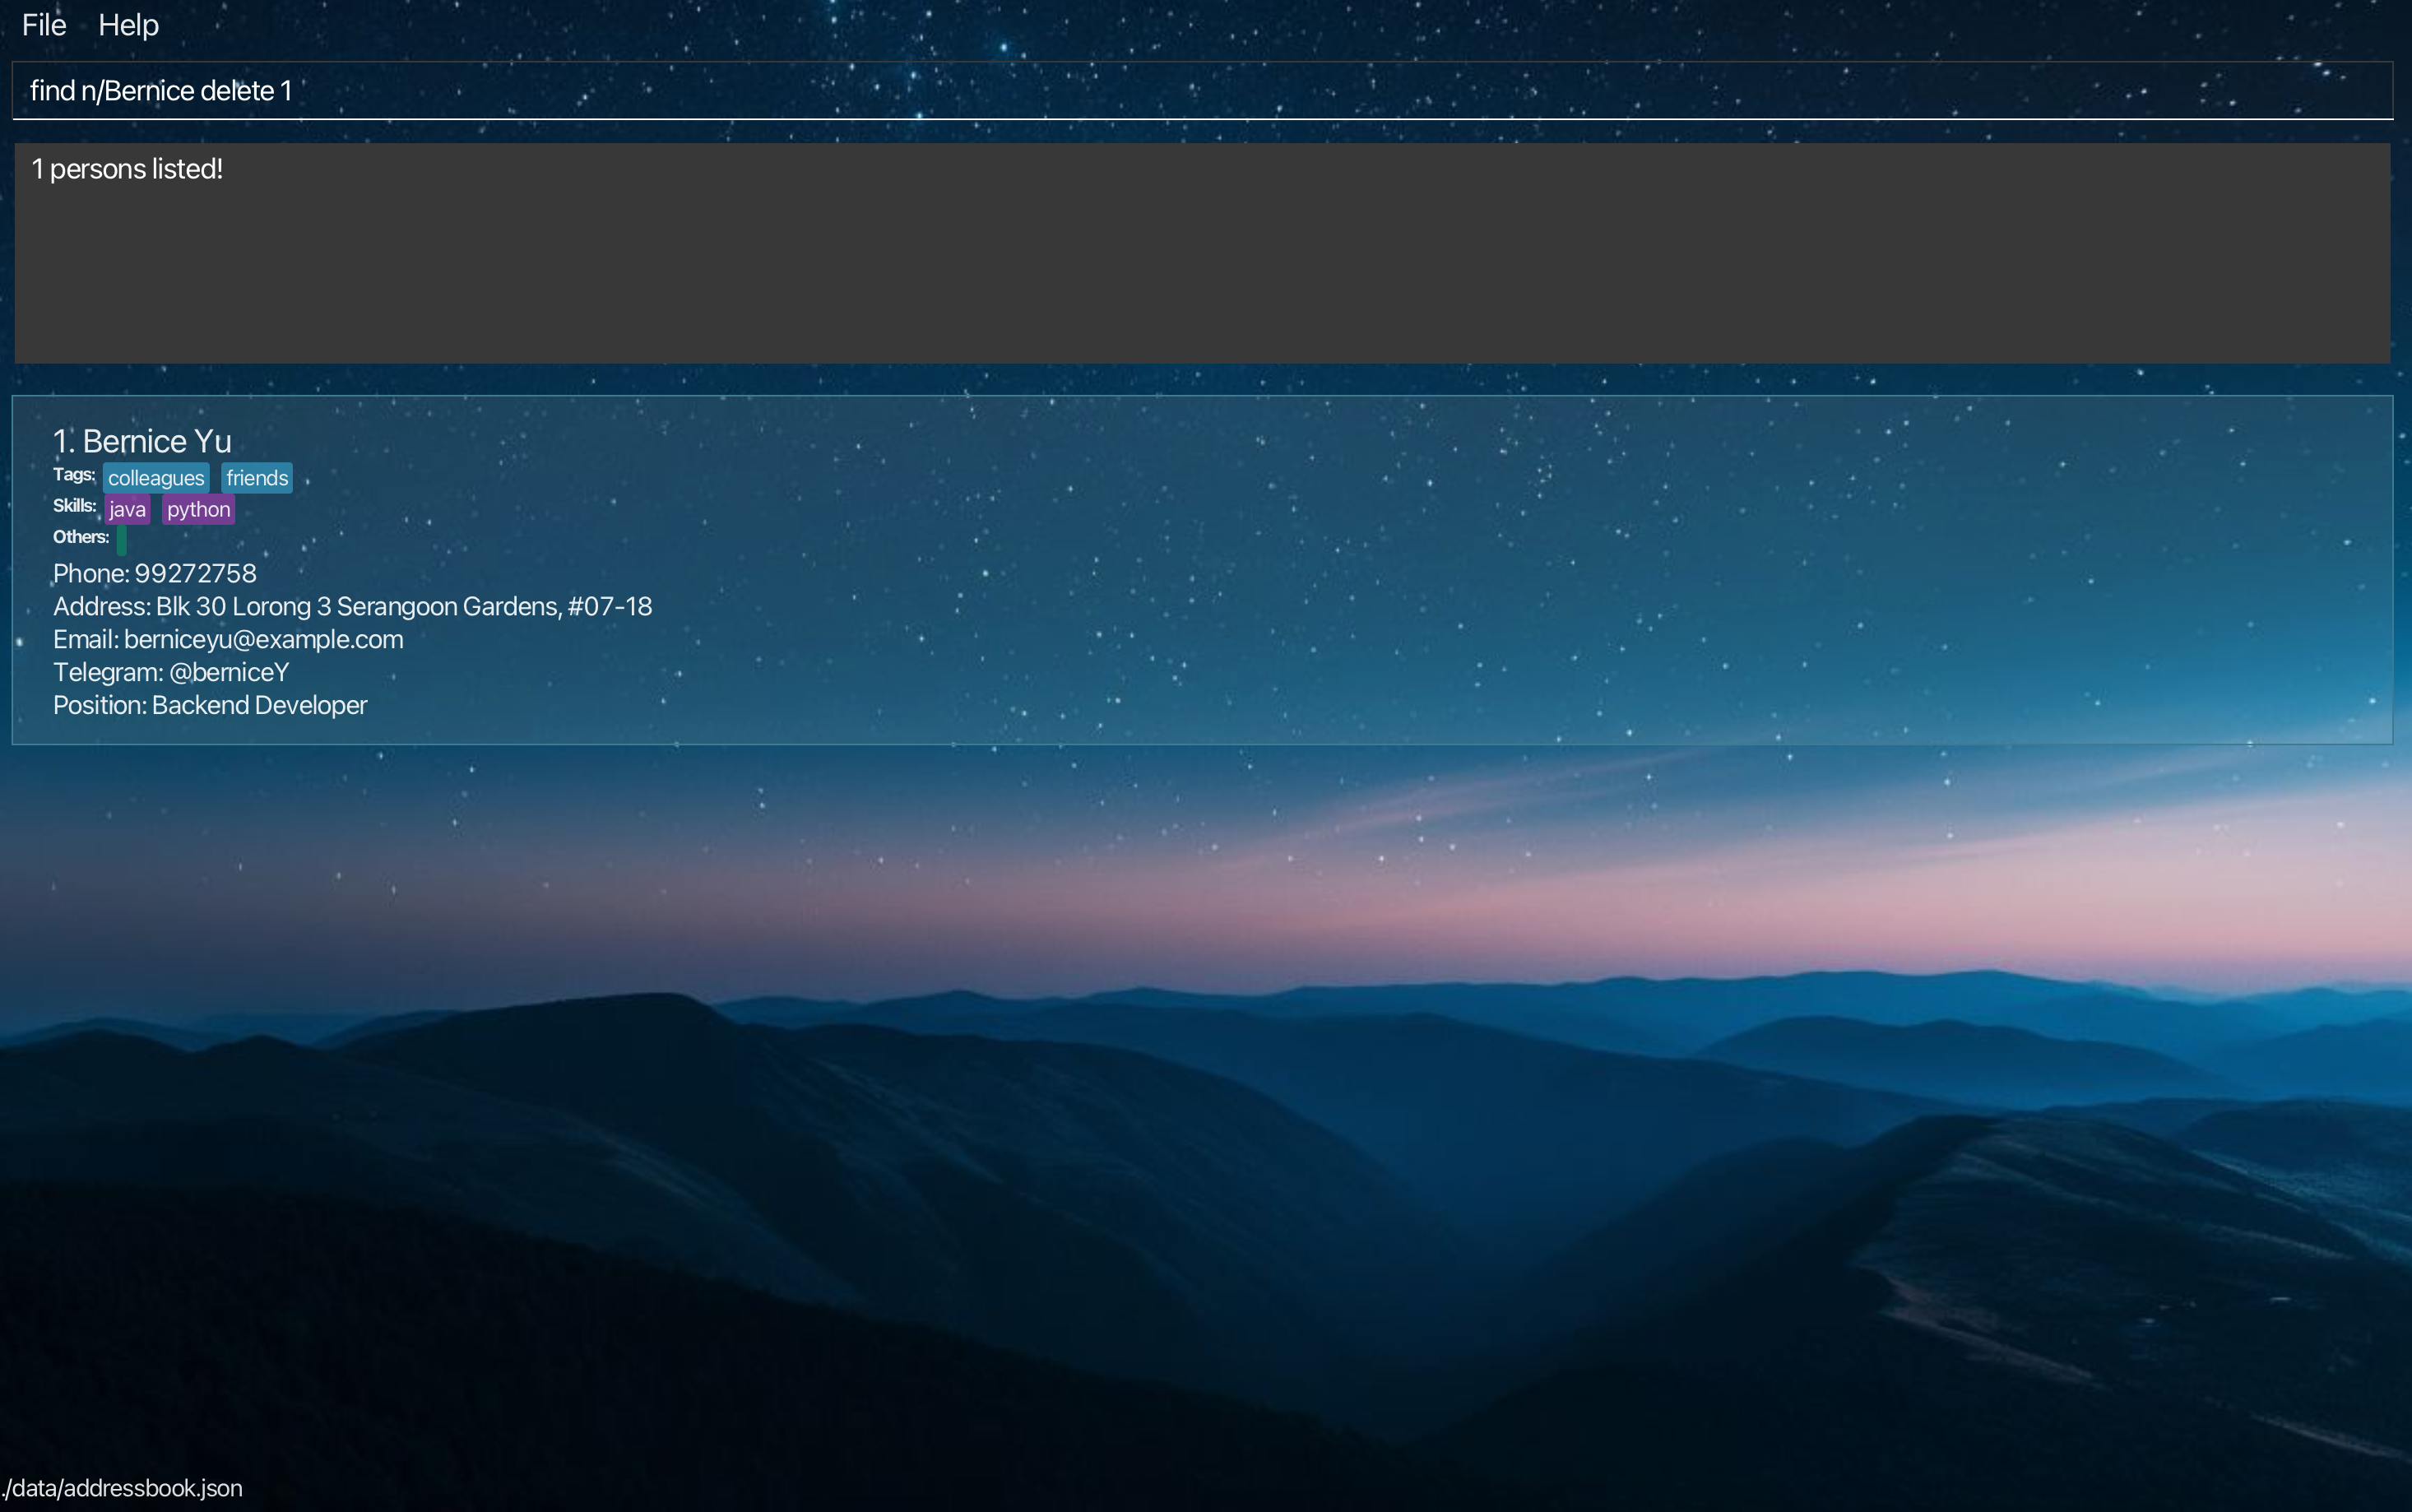 File Help
find n/Bernice delete 1
1 persons listed!
1. Bernice Yu
Tags: colleagues friends
Skills: java python
Others:
Phone: 99272758
Address: Blk 30 Lorong 3 Serangoon Gardens, #07-18
Email: berniceyu@example.com
Telegram: @berniceY
Position: Backend Developer
./data/addressbook.json